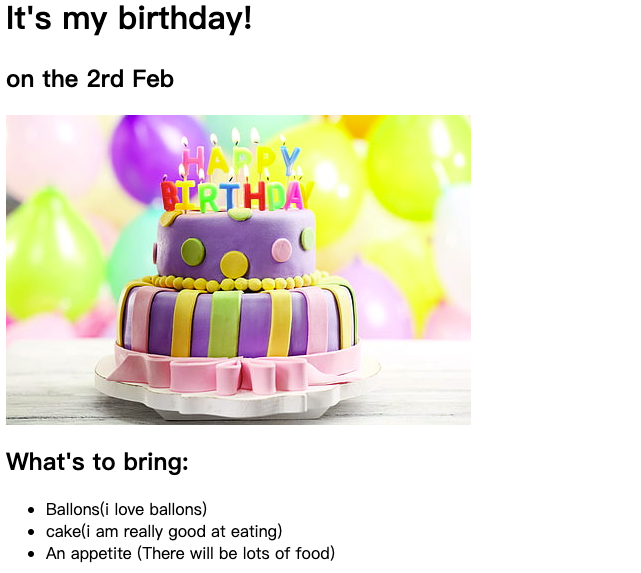 It's my birthday!
on the 2rd Feb
HAPPY
BIRTHDAY
What's to bring:
Ballons(i love ballons)
cake(i am really good at eating)
An appetite (There will be lots of food)